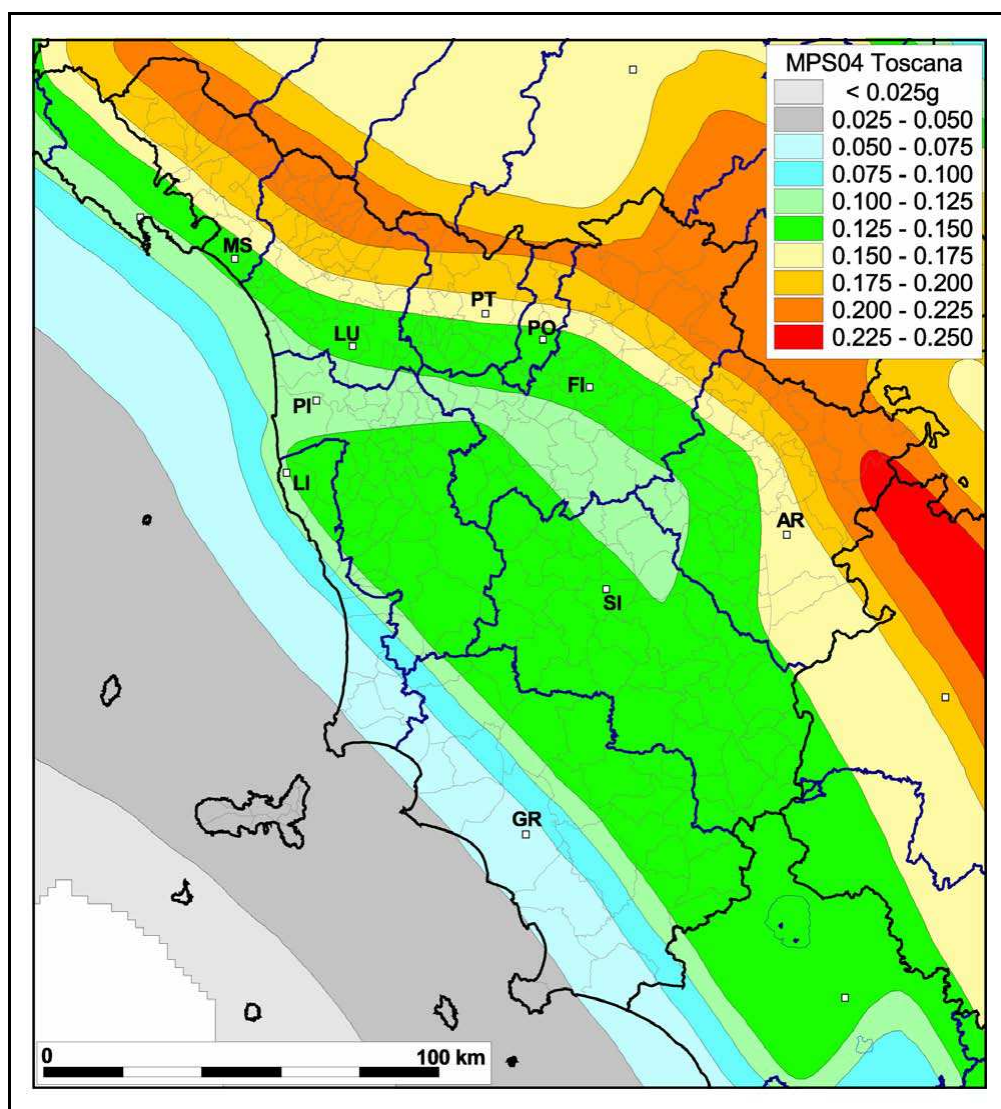 MPS04 Toscana
< 0.025g
0.025 - 0.050
0.050 - 0.075
0.075 - 0.100
0.100 - 0.125
0.125 - 0.150
0.150 - 0.175
0.175 - 0.200
0.200 - 0.225
0.225 - 0.250
MS
PT
LU
PO
FI
PI
LI
AR
SI
GR
0 100 km